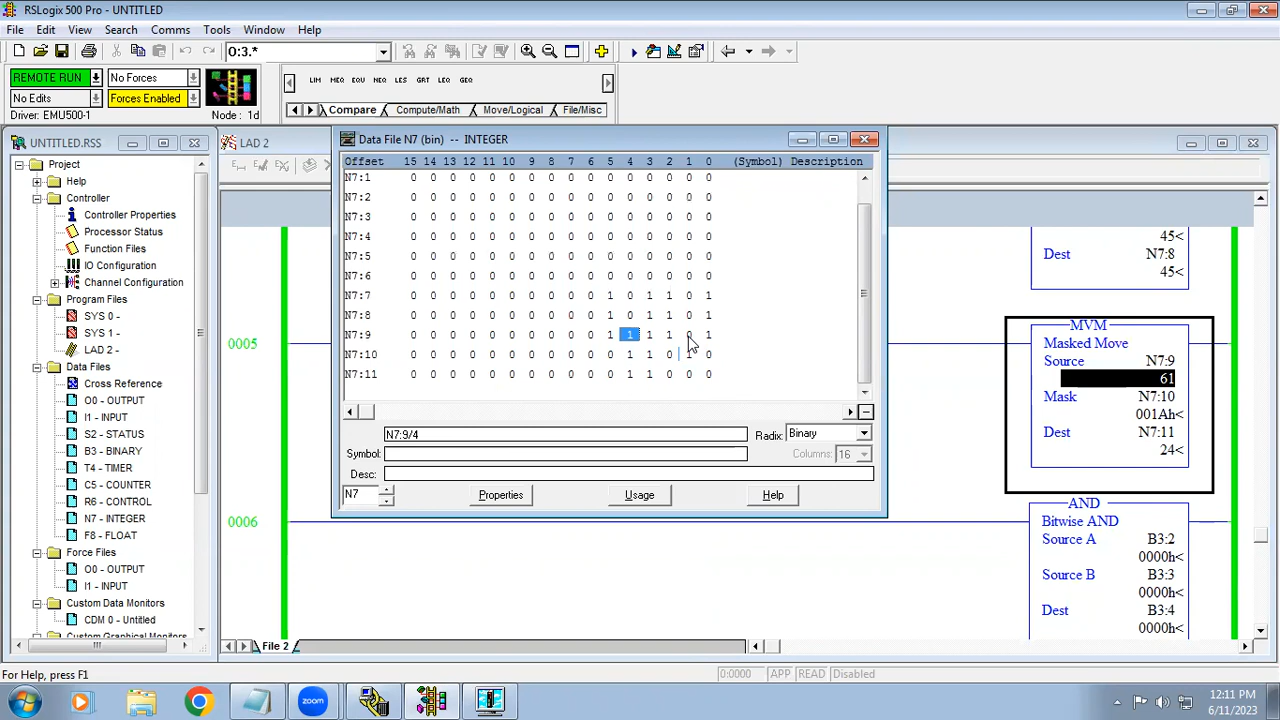 RSLogix 500 Pro - UNTITLED
File Edit View Search Comms Tools Window Help
O:3.*
REMOTE RUN No Forces
No Edits Forces Enabled
Driver: EMU500-1 Node : 1d
LIM MEQ EQU NEQ LES GRT LEQ GEQ
Compare Compute/Math Move/Logical File/Misc
UNTITLED.RSS
Project
Help
Controller
Controller Properties
Processor Status
Function Files
IO Configuration
Channel Configuration
Program Files
SYS 0 -
SYS 1 -
LAD 2 -
Data Files
Cross Reference
O0 - OUTPUT
I1 - INPUT
S2 - STATUS
B3 - BINARY
T4 - TIMER
C5 - COUNTER
R6 - CONTROL
N7 - INTEGER
F8 - FLOAT
Force Files
O0 - OUTPUT
I1 - INPUT
Custom Data Monitors
CDM 0 - Untitled
Custom Graphical Monitors
LAD 2
Data File N7 (bin) -- INTEGER
Offset 15 14 13 12 11 10 9 8 7 6 5 4 3 2 1 0 (Symbol) Description
N7:1 0 0 0 0 0 0 0 0 0 0 0 0 0 0 0 0
N7:2 0 0 0 0 0 0 0 0 0 0 0 0 0 0 0 0
N7:3 0 0 0 0 0 0 0 0 0 0 0 0 0 0 0 0
N7:4 0 0 0 0 0 0 0 0 0 0 0 0 0 0 0 0
N7:5 0 0 0 0 0 0 0 0 0 0 0 0 0 0 0 0
N7:6 0 0 0 0 0 0 0 0 0 0 0 0 0 0 0 0
N7:7 0 0 0 0 0 0 0 0 0 0 1 0 1 1 0 1
N7:8 0 0 0 0 0 0 0 0 0 0 1 0 1 1 0 1
N7:9 0 0 0 0 0 0 0 0 0 0 1 1 1 1 0 1
N7:10 0 0 0 0 0 0 0 0 0 0 0 1 1 0 1 0
N7:11 0 0 0 0 0 0 0 0 0 0 0 1 1 0 0 0
N7:9/4 Radix: Binary
Symbol: Columns: 16
Desc:
N7 Properties Usage Help
45<
Dest N7:8
45<
0005
MVM
Masked Move
Source N7:9
61
Mask N7:10
001Ah<
Dest N7:11
24<
0006
AND
Bitwise AND
Source A B3:2
0000h<
Source B B3:3
0000h<
Dest B3:4
0000h<
File 2
For Help, press F1 0:0000 APP READ Disabled
zoom
12:11 PM
6/11/2023